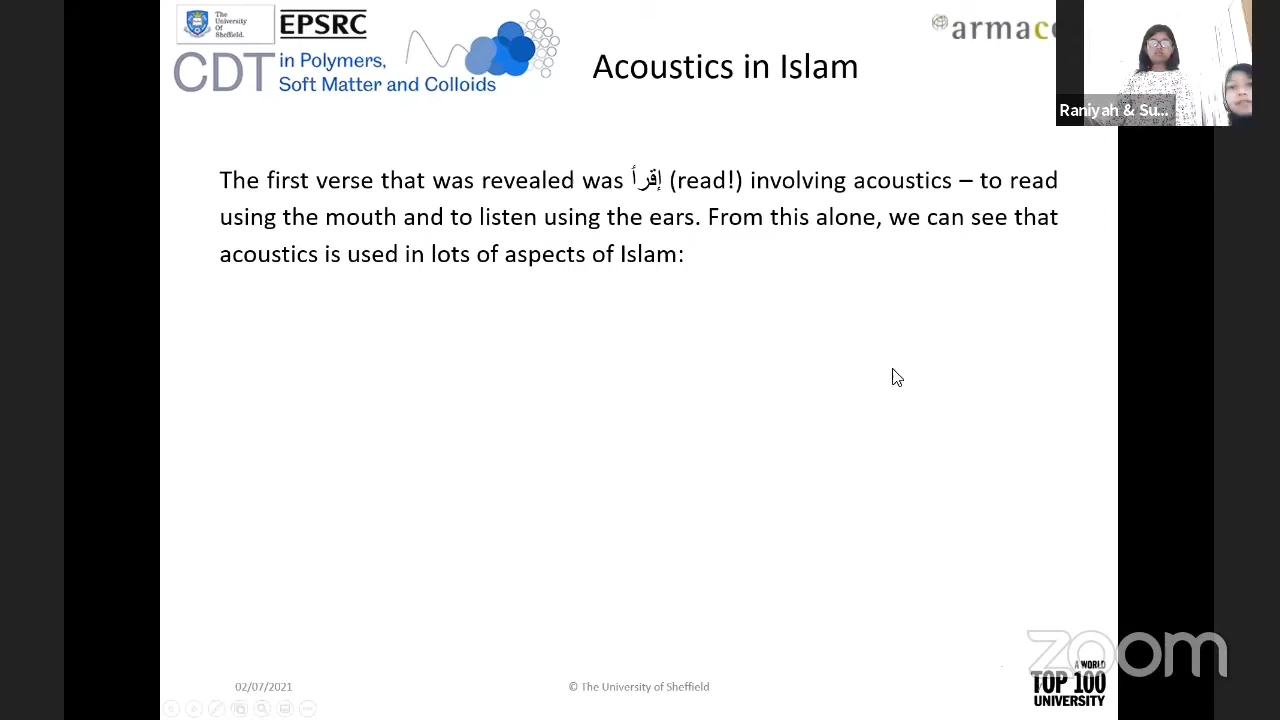 The
University
Of
Sheffield.
EPSRC
CDT
in Polymers,
Soft Matter and Colloids
Acoustics in Islam
armac
Raniyah & Su...
The first verse that was revealed was إقرأ (read!) involving acoustics – to read
using the mouth and to listen using the ears. From this alone, we can see that
acoustics is used in lots of aspects of Islam:
zoom
A WORLD
TOP 100
UNIVERSITY
02/07/2021
© The University of Sheffield